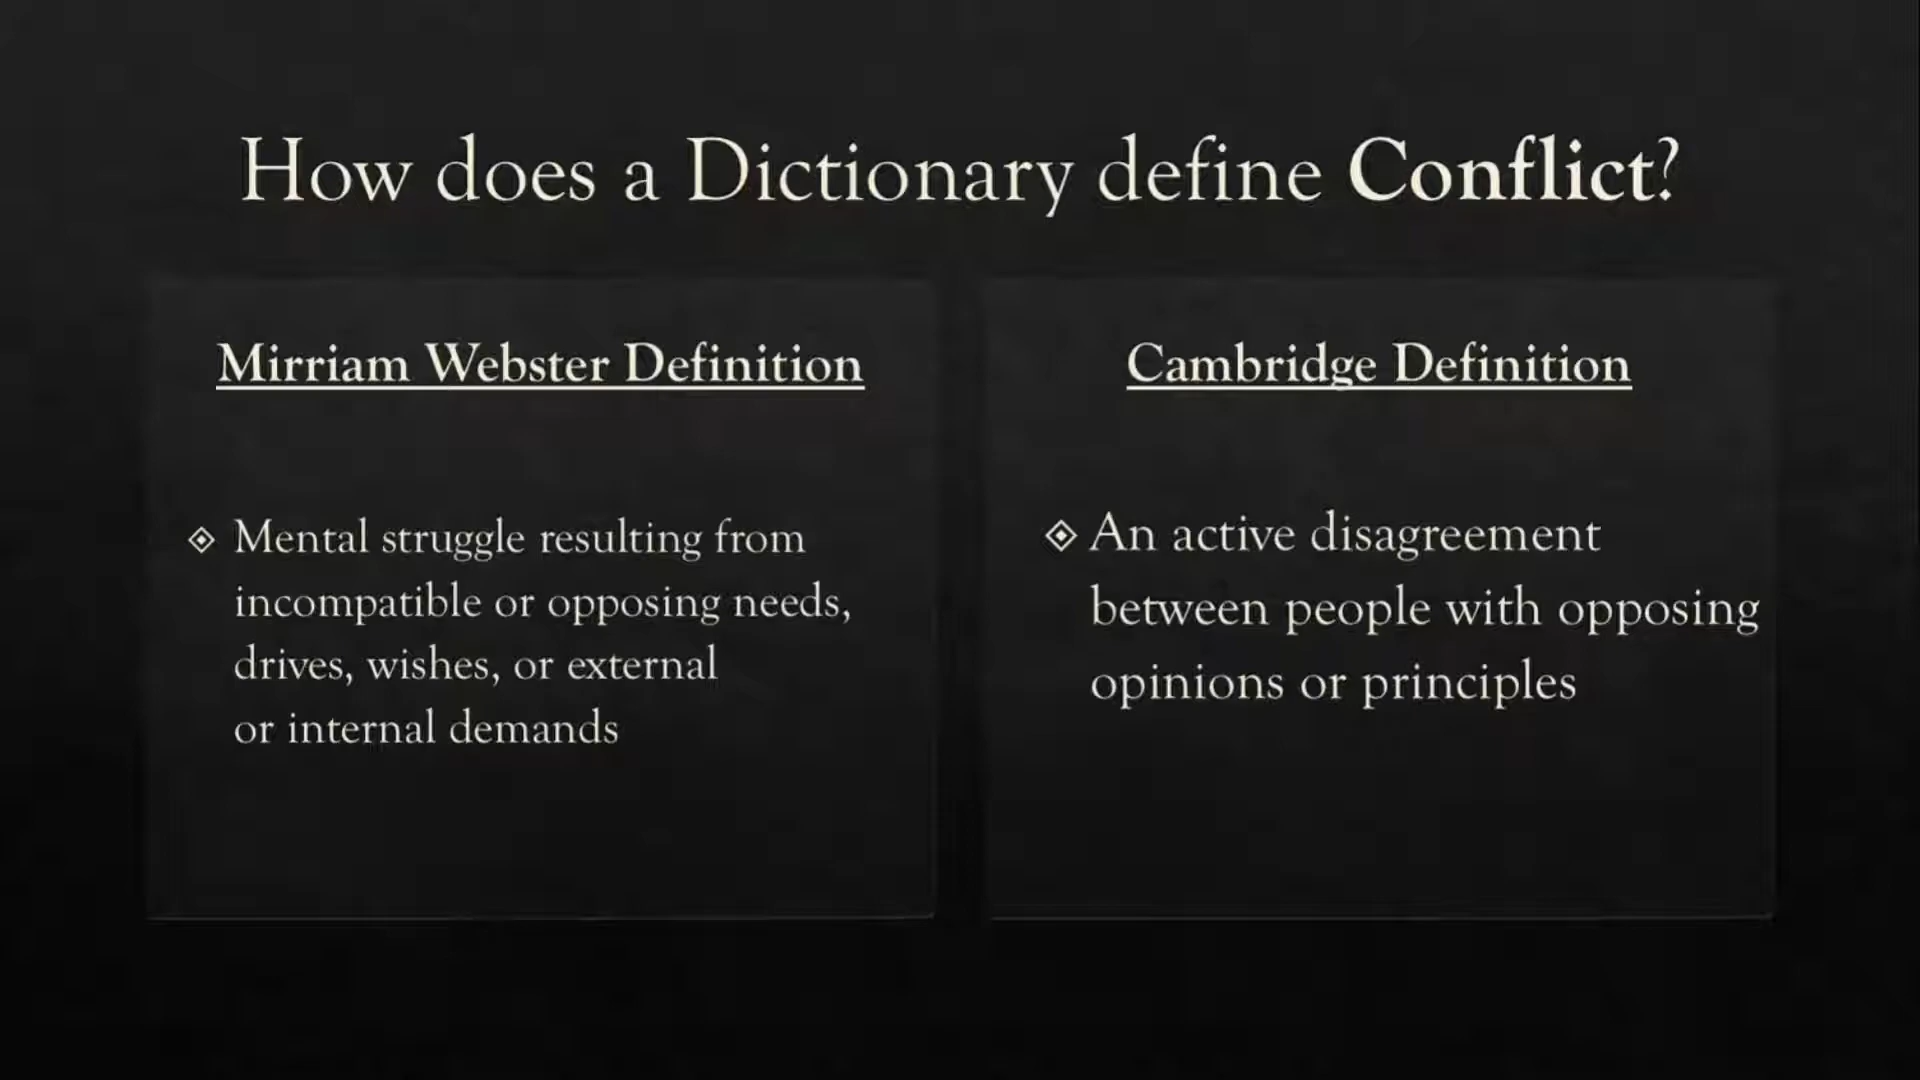 How does a Dictionary define Conflict?
Mirriam Webster Definition
Mental struggle resulting from
incompatible or opposing needs,
drives, wishes, or external
or internal demands
Cambridge Definition
An active disagreement
between people with opposing
opinions or principles